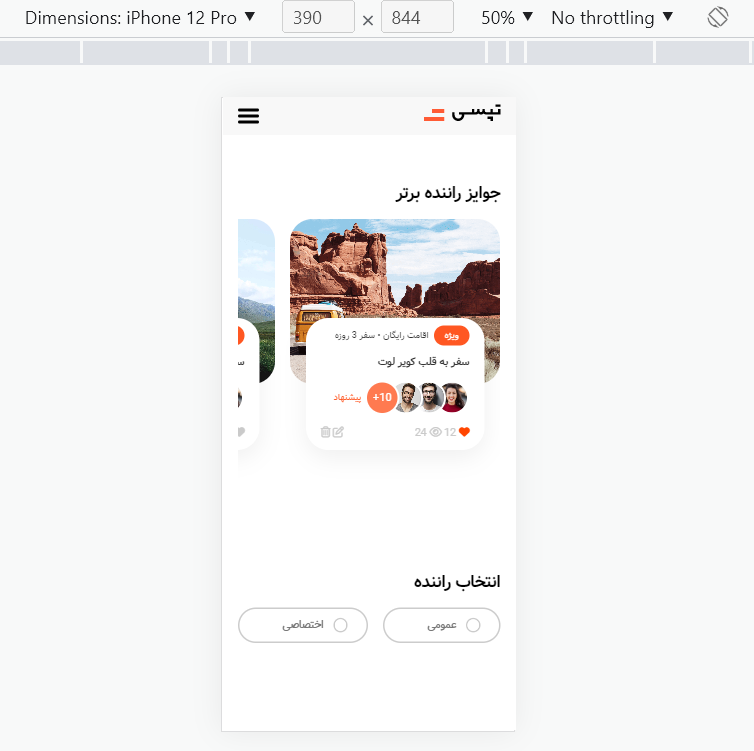 Dimensions: iPhone 12 Pro ▼ 390 × 844 50% ▼ No throttling ▼
تپسی
جوایز راننده برتر
ویژه اقامت رایگان • سفر 3 روزه
سفر به قلب کویر لوت
+10 پیشنهاد
12 24
انتخاب راننده
عمومی اختصاصی